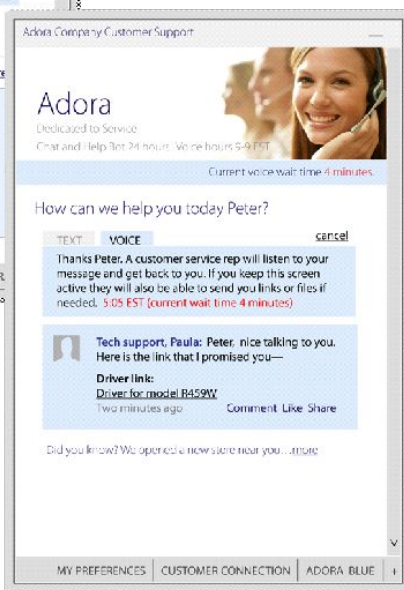 Adora Company Customer Support
Adora
Dedicated to Service
Chat and Help Bot 24 hours. Voice hours 9-9 EST
Current voice wait time 4 minutes.
How can we help you today Peter?
TEXT VOICE cancel
Thanks Peter. A customer service rep will listen to your
message and get back to you. If you keep this screen
active they will also be able to send you links or files if
needed. 5:05 EST (current wait time 4 minutes)
Tech support, Paula: Peter, nice talking to you.
Here is the link that I promised you—
Driver link:
Driver for model R459W
Two minutes ago Comment Like Share
Did you know? We opened a new store near you…more
MY PREFERENCES CUSTOMER CONNECTION ADORA BLUE +